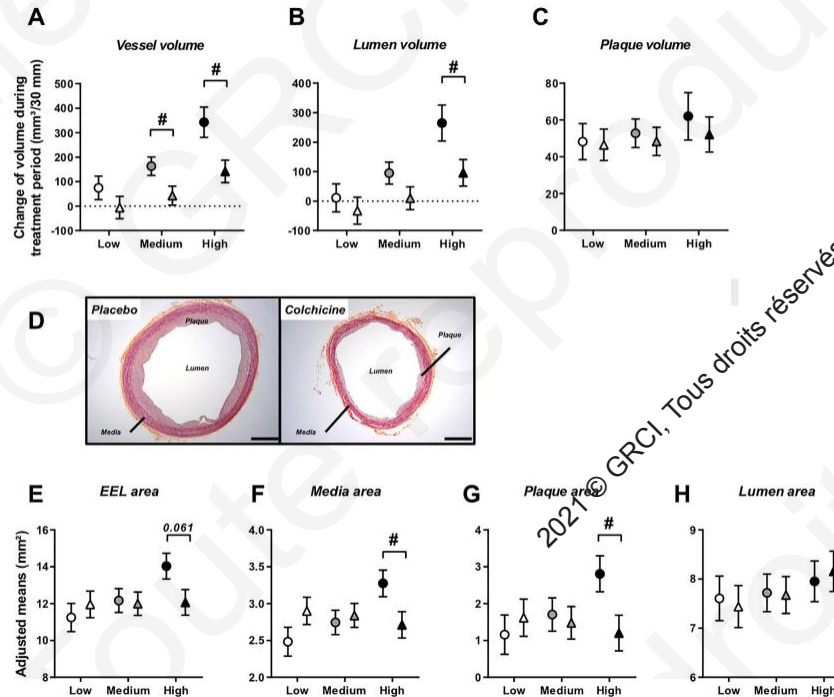 A
B
C
Vessel volume
Lumen volume
Plaque volume
Change of volume during
treatment period (mm³/30 mm)
500
400
300
200
100
0
-100
#
#
Low
Medium
High
400
300
200
100
0
-100
#
Low
Medium
High
80
60
40
20
0
Low
Medium
High
D
Placebo
Plaque
Lumen
Media
Colchicine
Plaque
Lumen
Media
2021 © GRCI, Tous droits réservés
E
F
G
H
EEL area
Media area
Plaque area
Lumen area
Adjusted means (mm²)
16
14
12
10
8
0.061
Low
Medium
High
4.0
3.5
3.0
2.5
2.0
#
Low
Medium
High
4
3
2
1
0
#
Low
Medium
High
9
8
7
6
Low
Medium
High
© GRCI
Toute reprodu